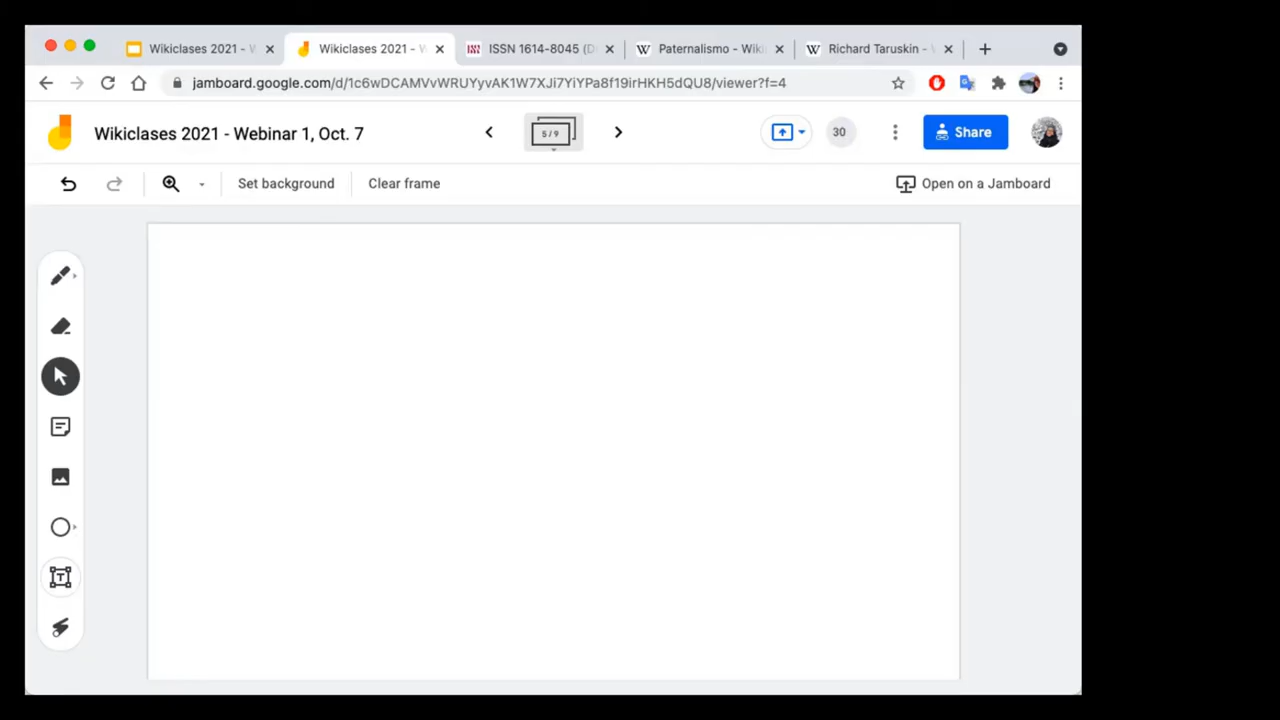 Wikiclases 2021 - W
Wikiclases 2021 - W
ISSN 1614-8045 (D
Paternalismo - Wiki
Richard Taruskin - W
jamboard.google.com/d/1c6wDCAMVvWRUYyvAK1W7XJi7YiYPa8f19irHKH5dQU8/viewer?f=4
Wikiclases 2021 - Webinar 1, Oct. 7
5/9
30
Share
Set background
Clear frame
Open on a Jamboard